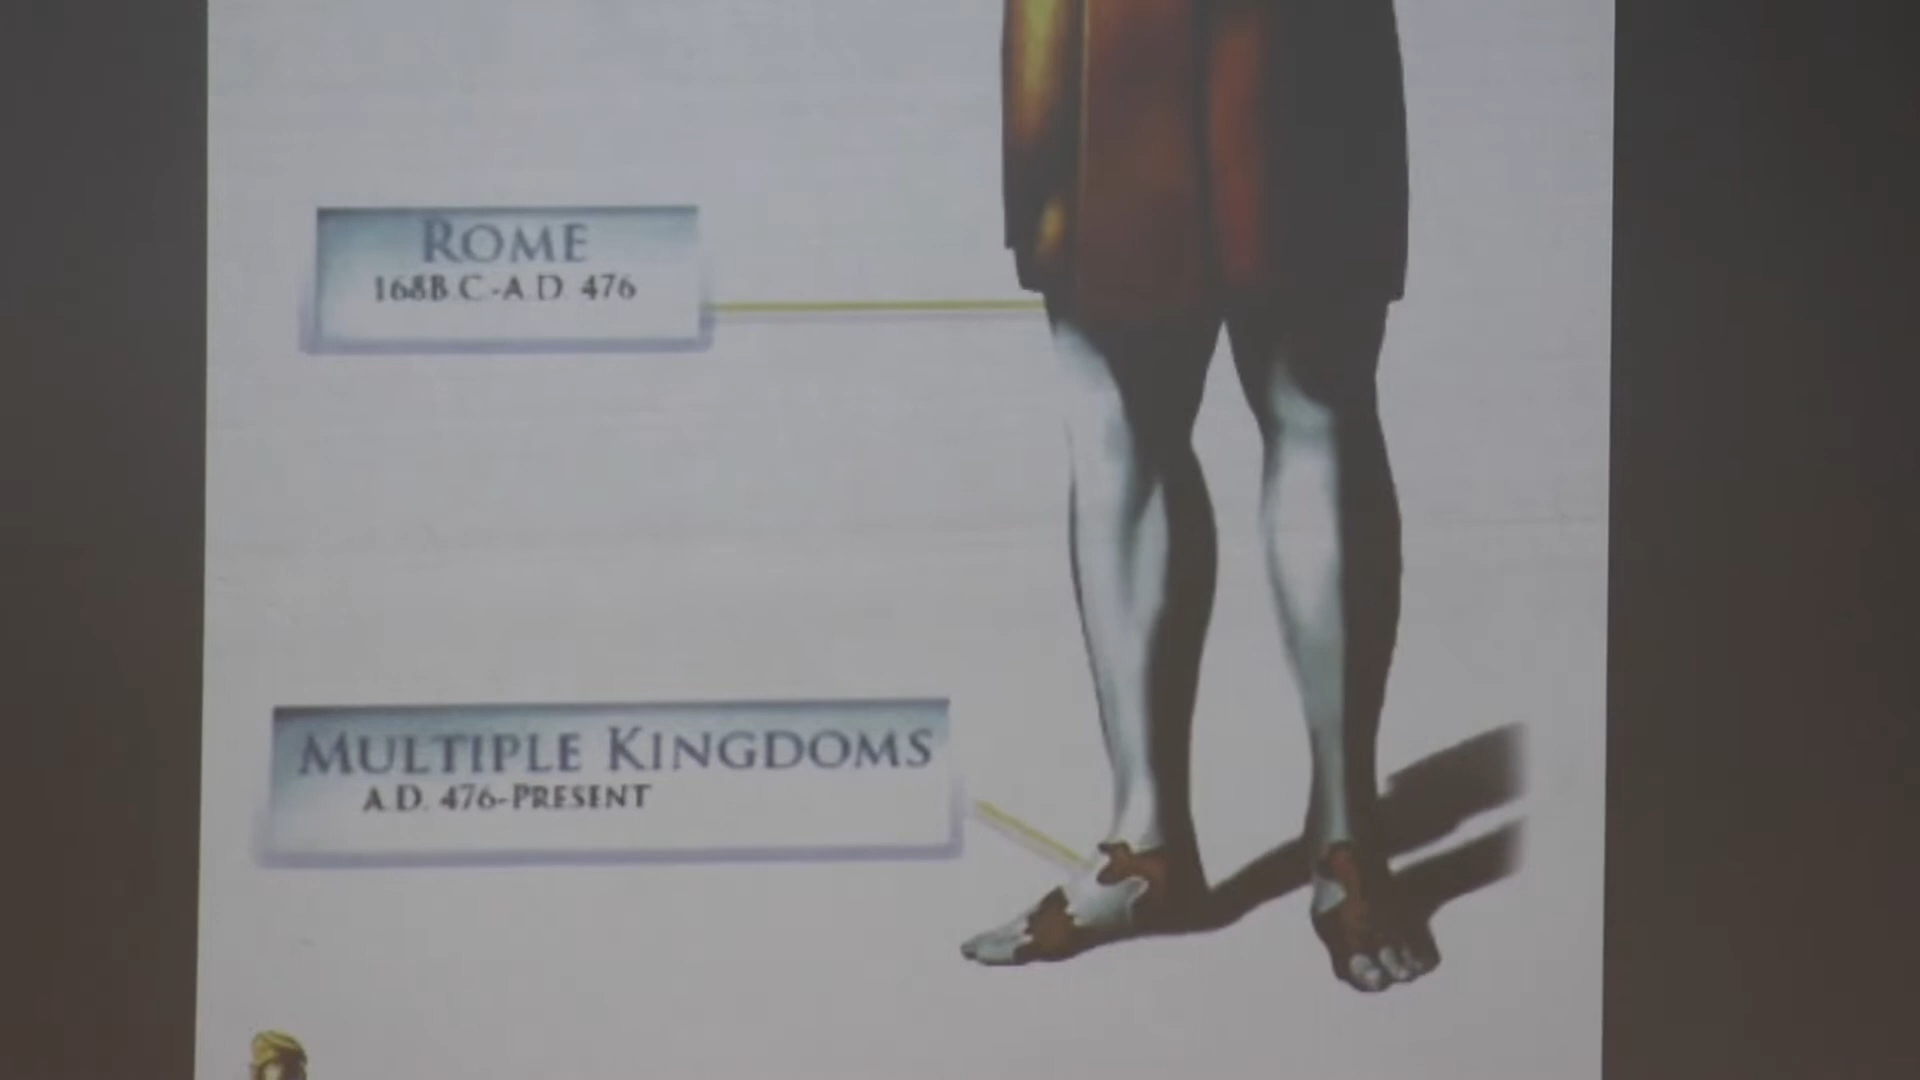 ROME
168B.C.-A.D. 476
MULTIPLE KINGDOMS
A.D. 476-PRESENT